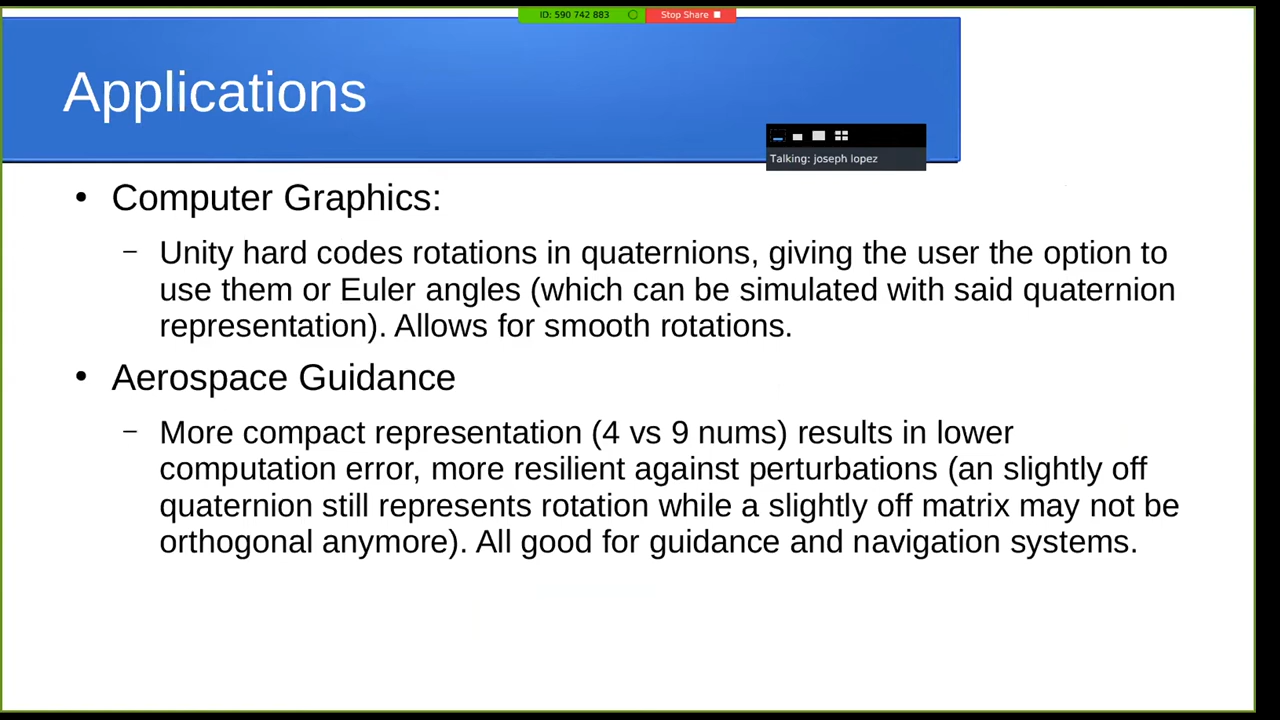 ID: 590 742 883 Stop Share
Applications
Talking: joseph lopez
• Computer Graphics:
– Unity hard codes rotations in quaternions, giving the user the option to
use them or Euler angles (which can be simulated with said quaternion
representation). Allows for smooth rotations.
• Aerospace Guidance
– More compact representation (4 vs 9 nums) results in lower
computation error, more resilient against perturbations (an slightly off
quaternion still represents rotation while a slightly off matrix may not be
orthogonal anymore). All good for guidance and navigation systems.